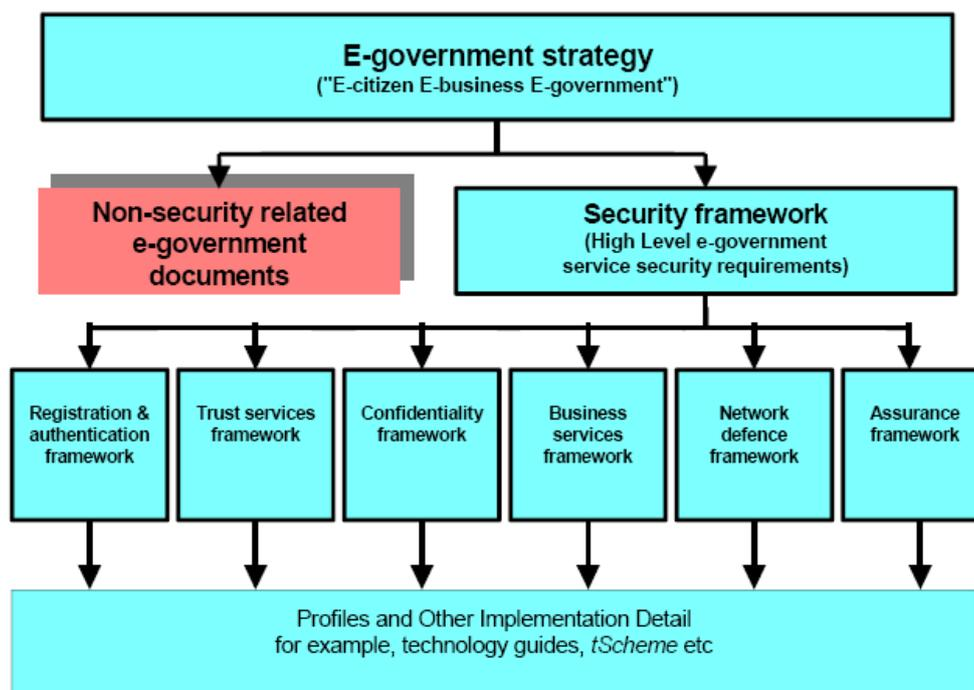 E-government strategy
("E-citizen E-business E-government")
Non-security related
e-government
documents
Security framework
(High Level e-government
service security requirements)
Registration &
authentication
framework
Trust services
framework
Confidentiality
framework
Business
services
framework
Network
defence
framework
Assurance
framework
Profiles and Other Implementation Detail
for example, technology guides, tScheme etc